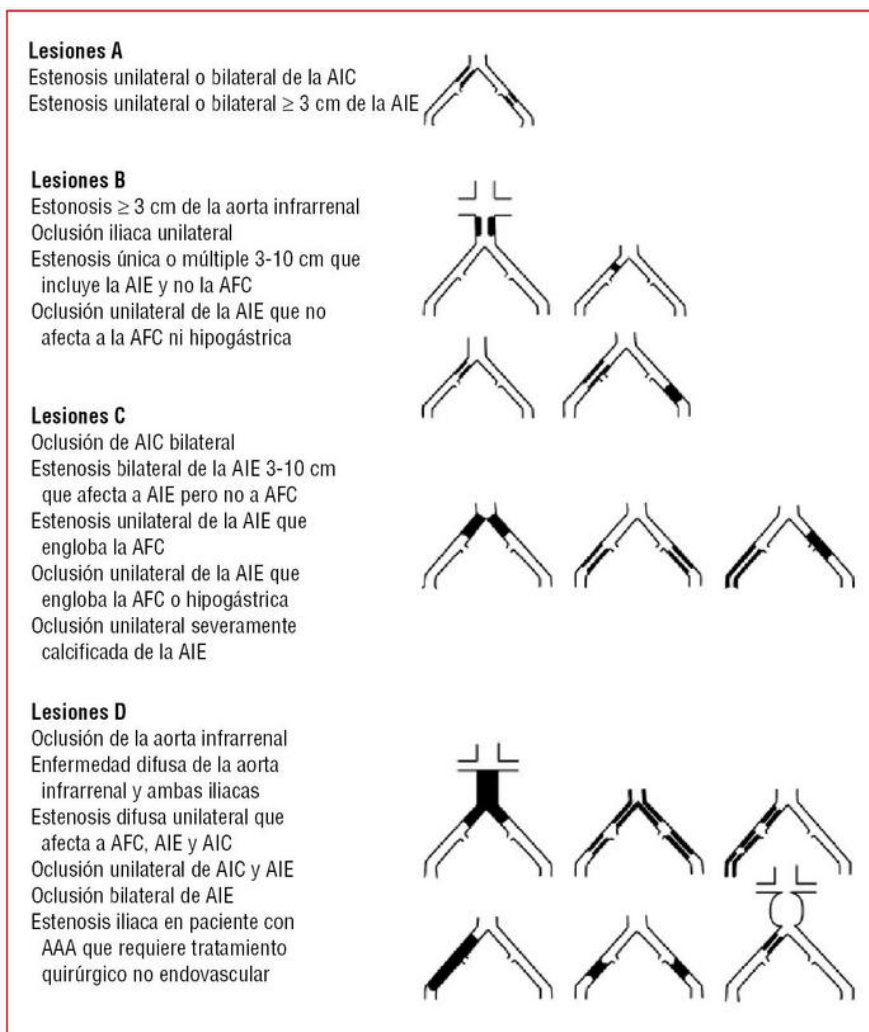 Lesiones A
Estenosis unilateral o bilateral de la AIC
Estenosis unilateral o bilateral ≥ 3 cm de la AIE
Lesiones B
Estonosis ≥ 3 cm de la aorta infrarrenal
Oclusión iliaca unilateral
Estenosis única o múltiple 3-10 cm que
incluye la AIE y no la AFC
Oclusión unilateral de la AIE que no
afecta a la AFC ni hipogástrica
Lesiones C
Oclusión de AIC bilateral
Estenosis bilateral de la AIE 3-10 cm
que afecta a AIE pero no a AFC
Estenosis unilateral de la AIE que
engloba la AFC
Oclusión unilateral de la AIE que
engloba la AFC o hipogástrica
Oclusión unilateral severamente
calcificada de la AIE
Lesiones D
Oclusión de la aorta infrarrenal
Enfermedad difusa de la aorta
infrarrenal y ambas iliacas
Estenosis difusa unilateral que
afecta a AFC, AIE y AIC
Oclusión unilateral de AIC y AIE
Oclusión bilateral de AIE
Estenosis iliaca en paciente con
AAA que requiere tratamiento
quirúrgico no endovascular